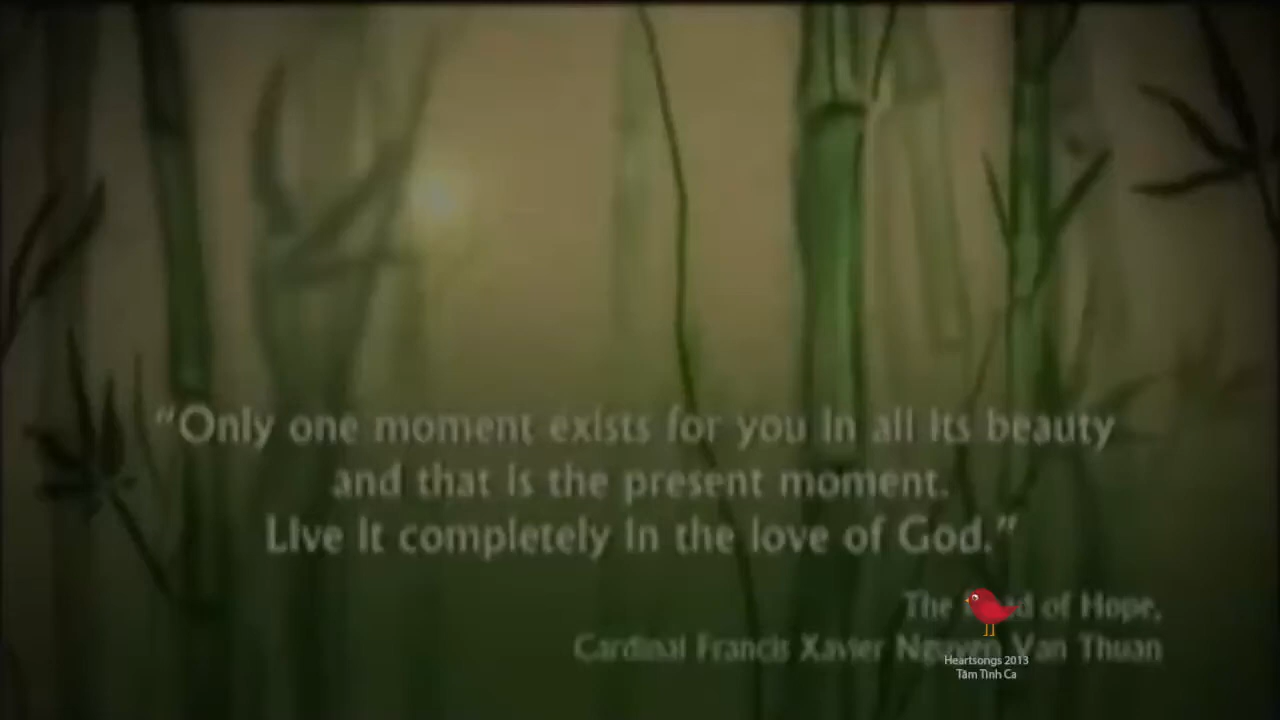 “Only one moment exists for you in all its beauty
and that is the present moment.
Live it completely in the love of God.”
The of Hope,
Cardinal Francis Xavier Nguyen Van Thuan
Heartsongs 2013
Tâm Tình Ca